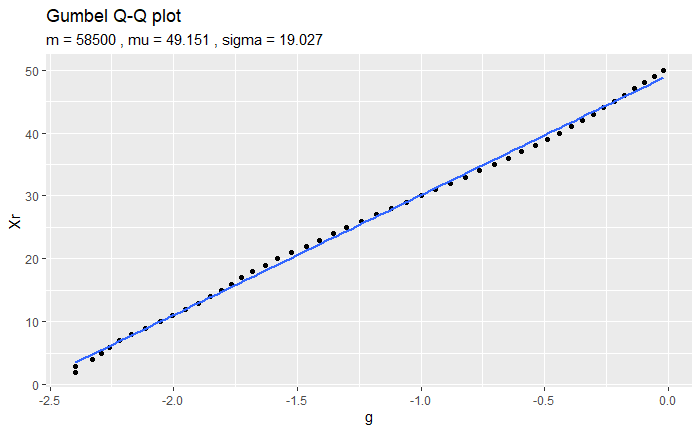 Gumbel Q-Q plot
m = 58500 , mu = 49.151 , sigma = 19.027
50
40
30
20
10
0
Xr
-2.5 -2.0 -1.5 -1.0 -0.5 0.0
g